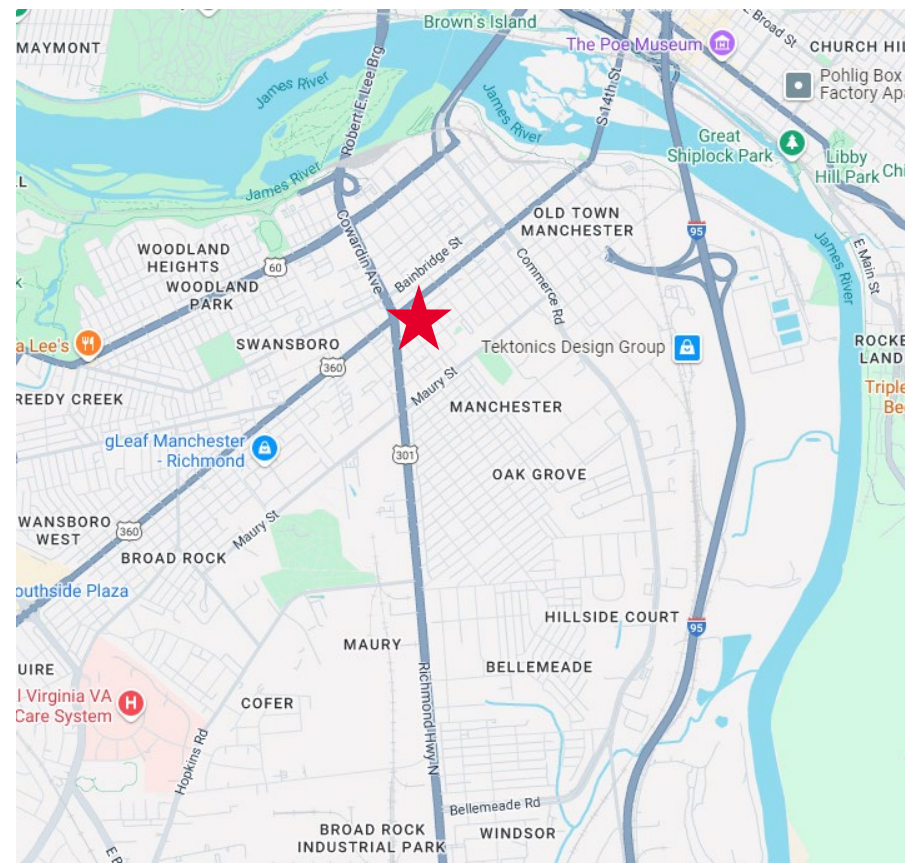 Brown's Island
E Broad St
MAYMONT
The Poe Museum
CHURCH HIL
Pohlig Box
Factory Apa
James River
Robert E. Lee Brg
S 14th St
James River
Great
Shiplock Park
Libby
Hill Park
Chi
James River
L
OLD TOWN
MANCHESTER
95
Cowardin Ave
WOODLAND
HEIGHTS
60
WOODLAND
PARK
Bainbridge St
Commerce Rd
James River
E Main St
k
a Lee's
SWANSBORO
360
Tektonics Design Group
ROCKE
LAND
Triple
Be
REEDY CREEK
Maury St
MANCHESTER
gLeaf Manchester
- Richmond
301
OAK GROVE
WANSBORO
WEST
360
Maury St
BROAD ROCK
outhside Plaza
HILLSIDE COURT
95
MAURY
BELLEMEADE
UIRE
l Virginia VA
Care System
H
COFER
Richmond Hwy N
Hopkins Rd
Bellemeade Rd
BROAD ROCK
INDUSTRIAL PARK
WINDSOR
E B